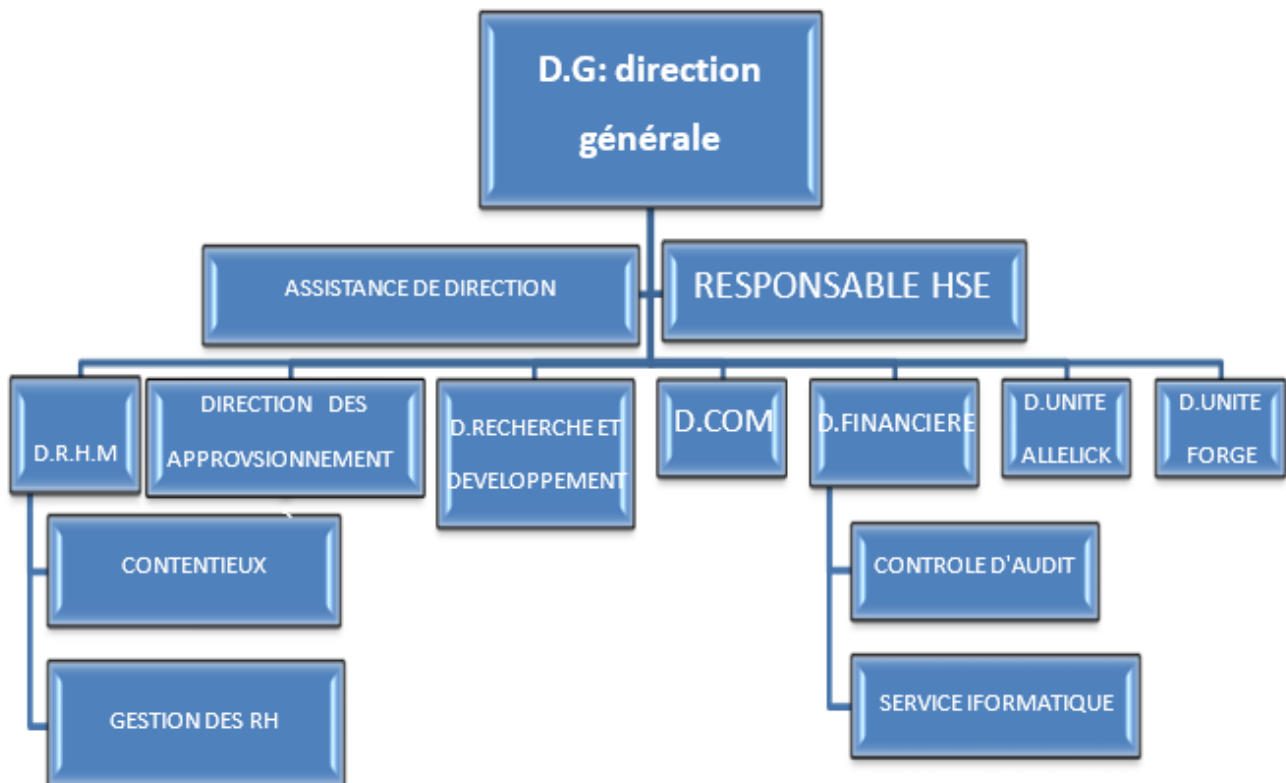 D.G: direction
générale
ASSISTANCE DE DIRECTION
RESPONSABLE HSE
D.R.H.M
DIRECTION DES
APPROVSIONNEMENT
D.RECHERCHE ET
DEVELOPPEMENT
D.COM
D.FINANCIERE
D.UNITE
ALLELICK
D.UNITE
FORGE
CONTENTIEUX
GESTION DES RH
CONTROLE D'AUDIT
SERVICE IFORMATIQUE